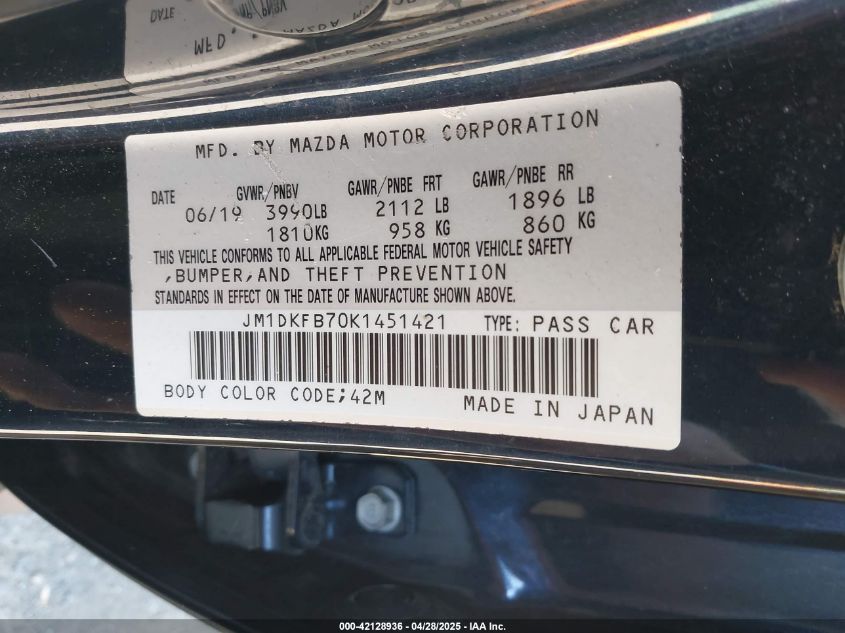 MFD. BY MAZDA MOTOR CORPORATION
DATE GVWR/PNBV GAWR/PNBE FRT GAWR/PNBE RR
06/19 3990LB 2112 LB 1896 LB
1810KG 958 KG 860 KG
THIS VEHICLE CONFORMS TO ALL APPLICABLE FEDERAL MOTOR VEHICLE SAFETY
,BUMPER,AND THEFT PREVENTION
STANDARDS IN EFFECT ON THE DATE OF MANUFACTURE SHOWN ABOVE.
JM1DKFB70K1451421 TYPE: PASS CAR
BODY COLOR CODE;42M MADE IN JAPAN
000-42128936 - 04/28/2025 - IAA Inc.